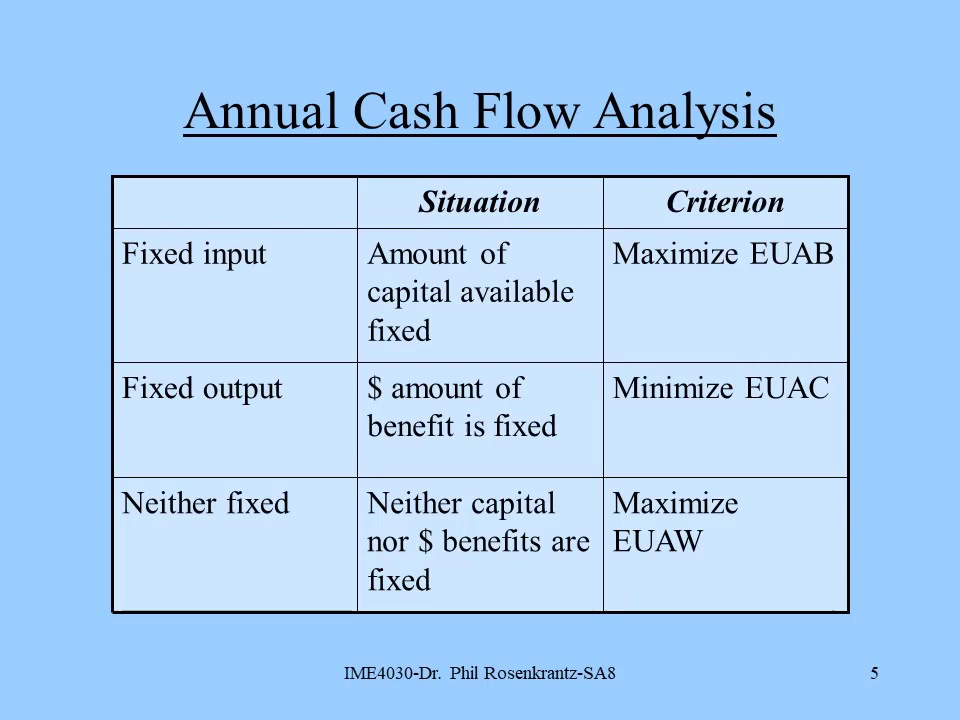 Annual Cash Flow Analysis
Situation
Criterion
Fixed input
Amount of
capital available
fixed
Maximize EUAB
Fixed output
$ amount of
benefit is fixed
Minimize EUAC
Neither fixed
Neither capital
nor $ benefits are
fixed
Maximize
EUAW
IME4030-Dr. Phil Rosenkrantz-SA8
5